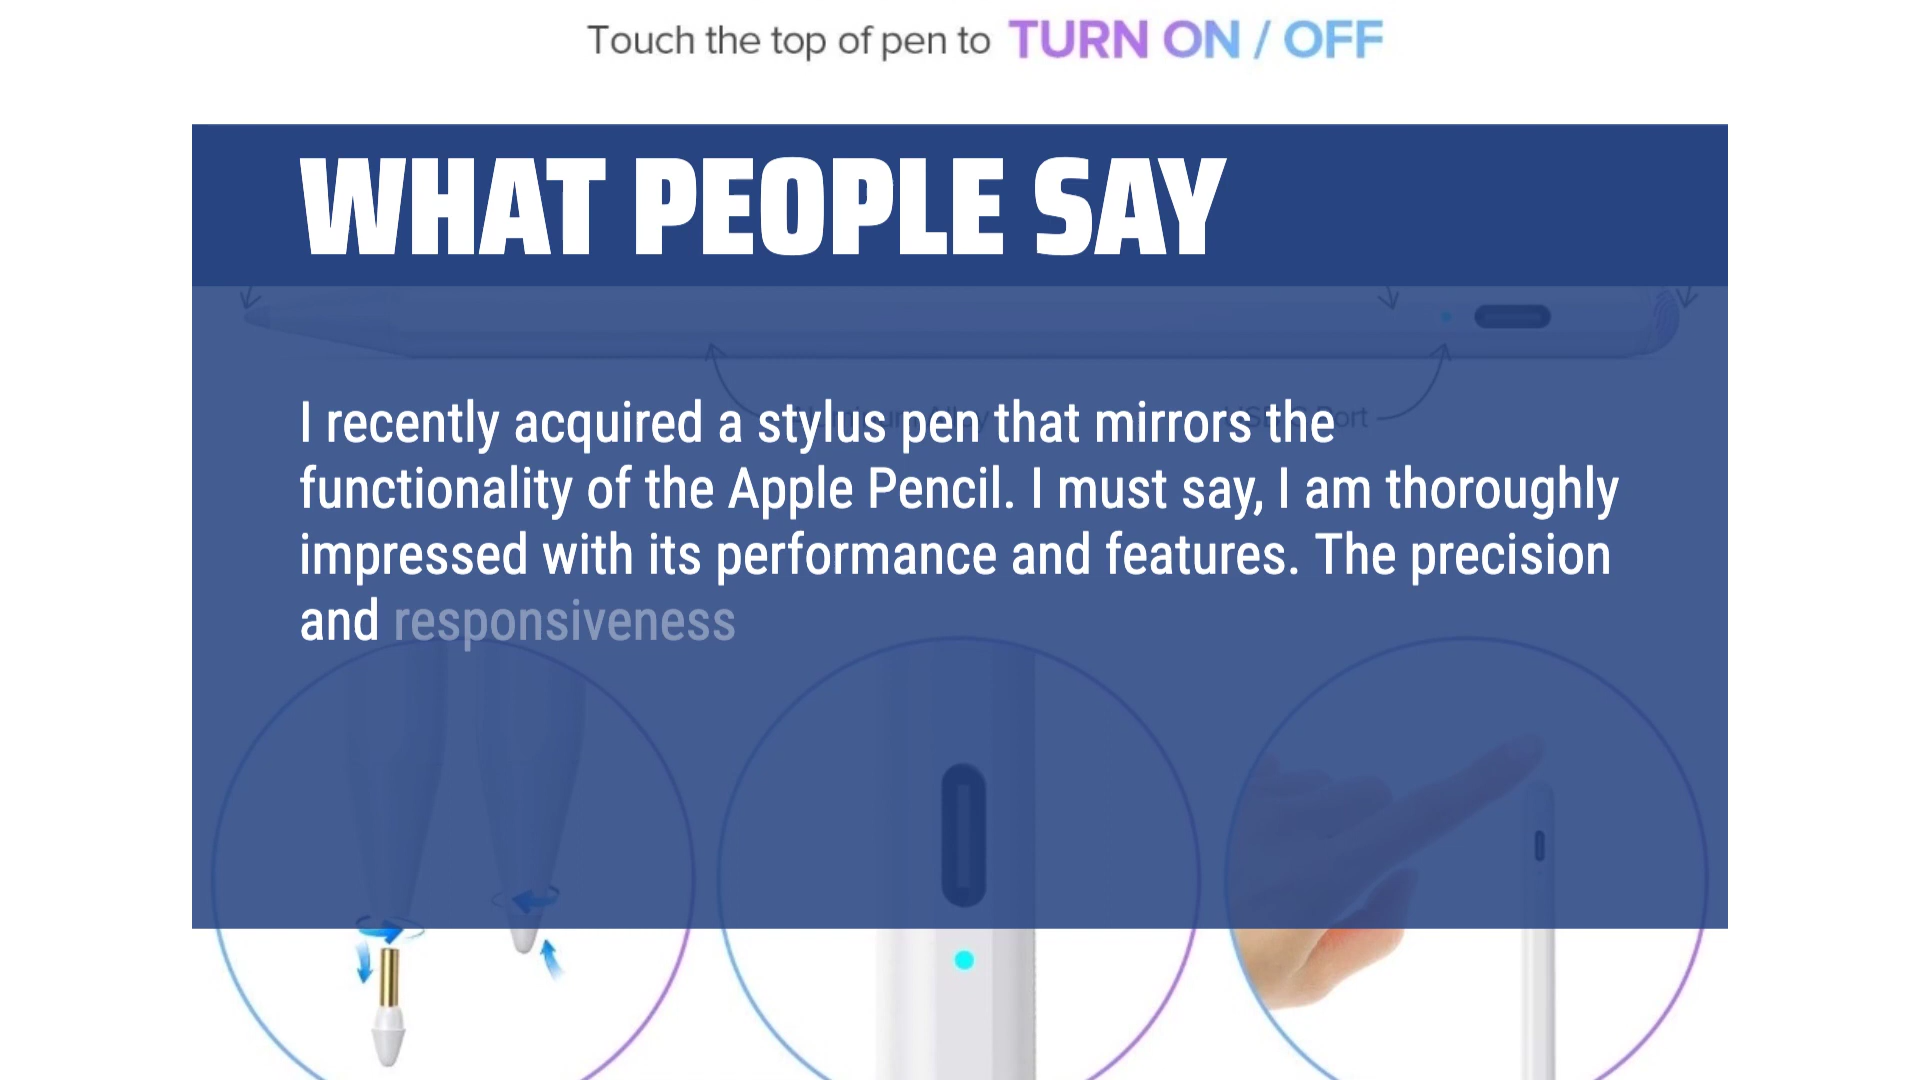 Touch the top of pen to TURN ON / OFF
WHAT PEOPLE SAY
I recently acquired a stylus pen that mirrors the
functionality of the Apple Pencil. I must say, I am thoroughly
impressed with its performance and features. The precision
and responsiveness